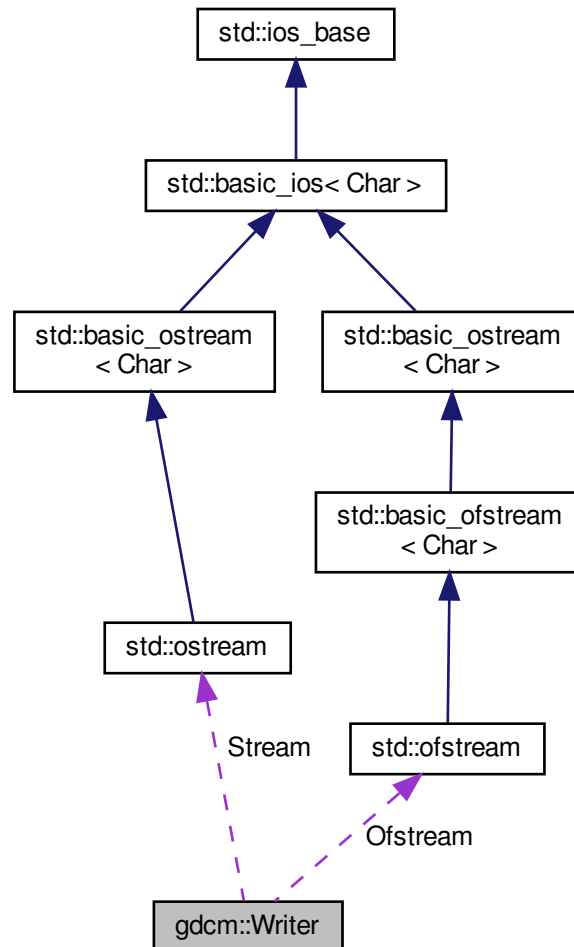 std::ios_base
std::basic_ios< Char >
std::basic_ostream
< Char >
std::basic_ostream
< Char >
std::basic_ofstream
< Char >
std::ostream
std::ofstream
Stream
Ofstream
gdcm::Writer